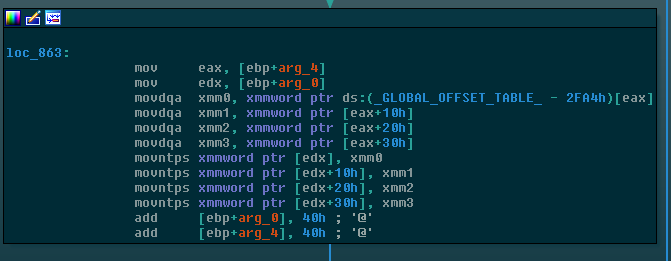 loc_863:
mov eax, [ebp+arg_4]
mov edx, [ebp+arg_0]
movdqa xmm0, xmmword ptr ds:(_GLOBAL_OFFSET_TABLE_ - 2FA4h)[eax]
movdqa xmm1, xmmword ptr [eax+10h]
movdqa xmm2, xmmword ptr [eax+20h]
movdqa xmm3, xmmword ptr [eax+30h]
movntps xmmword ptr [edx], xmm0
movntps xmmword ptr [edx+10h], xmm1
movntps xmmword ptr [edx+20h], xmm2
movntps xmmword ptr [edx+30h], xmm3
add [ebp+arg_0], 40h ; '@'
add [ebp+arg_4], 40h ; '@'